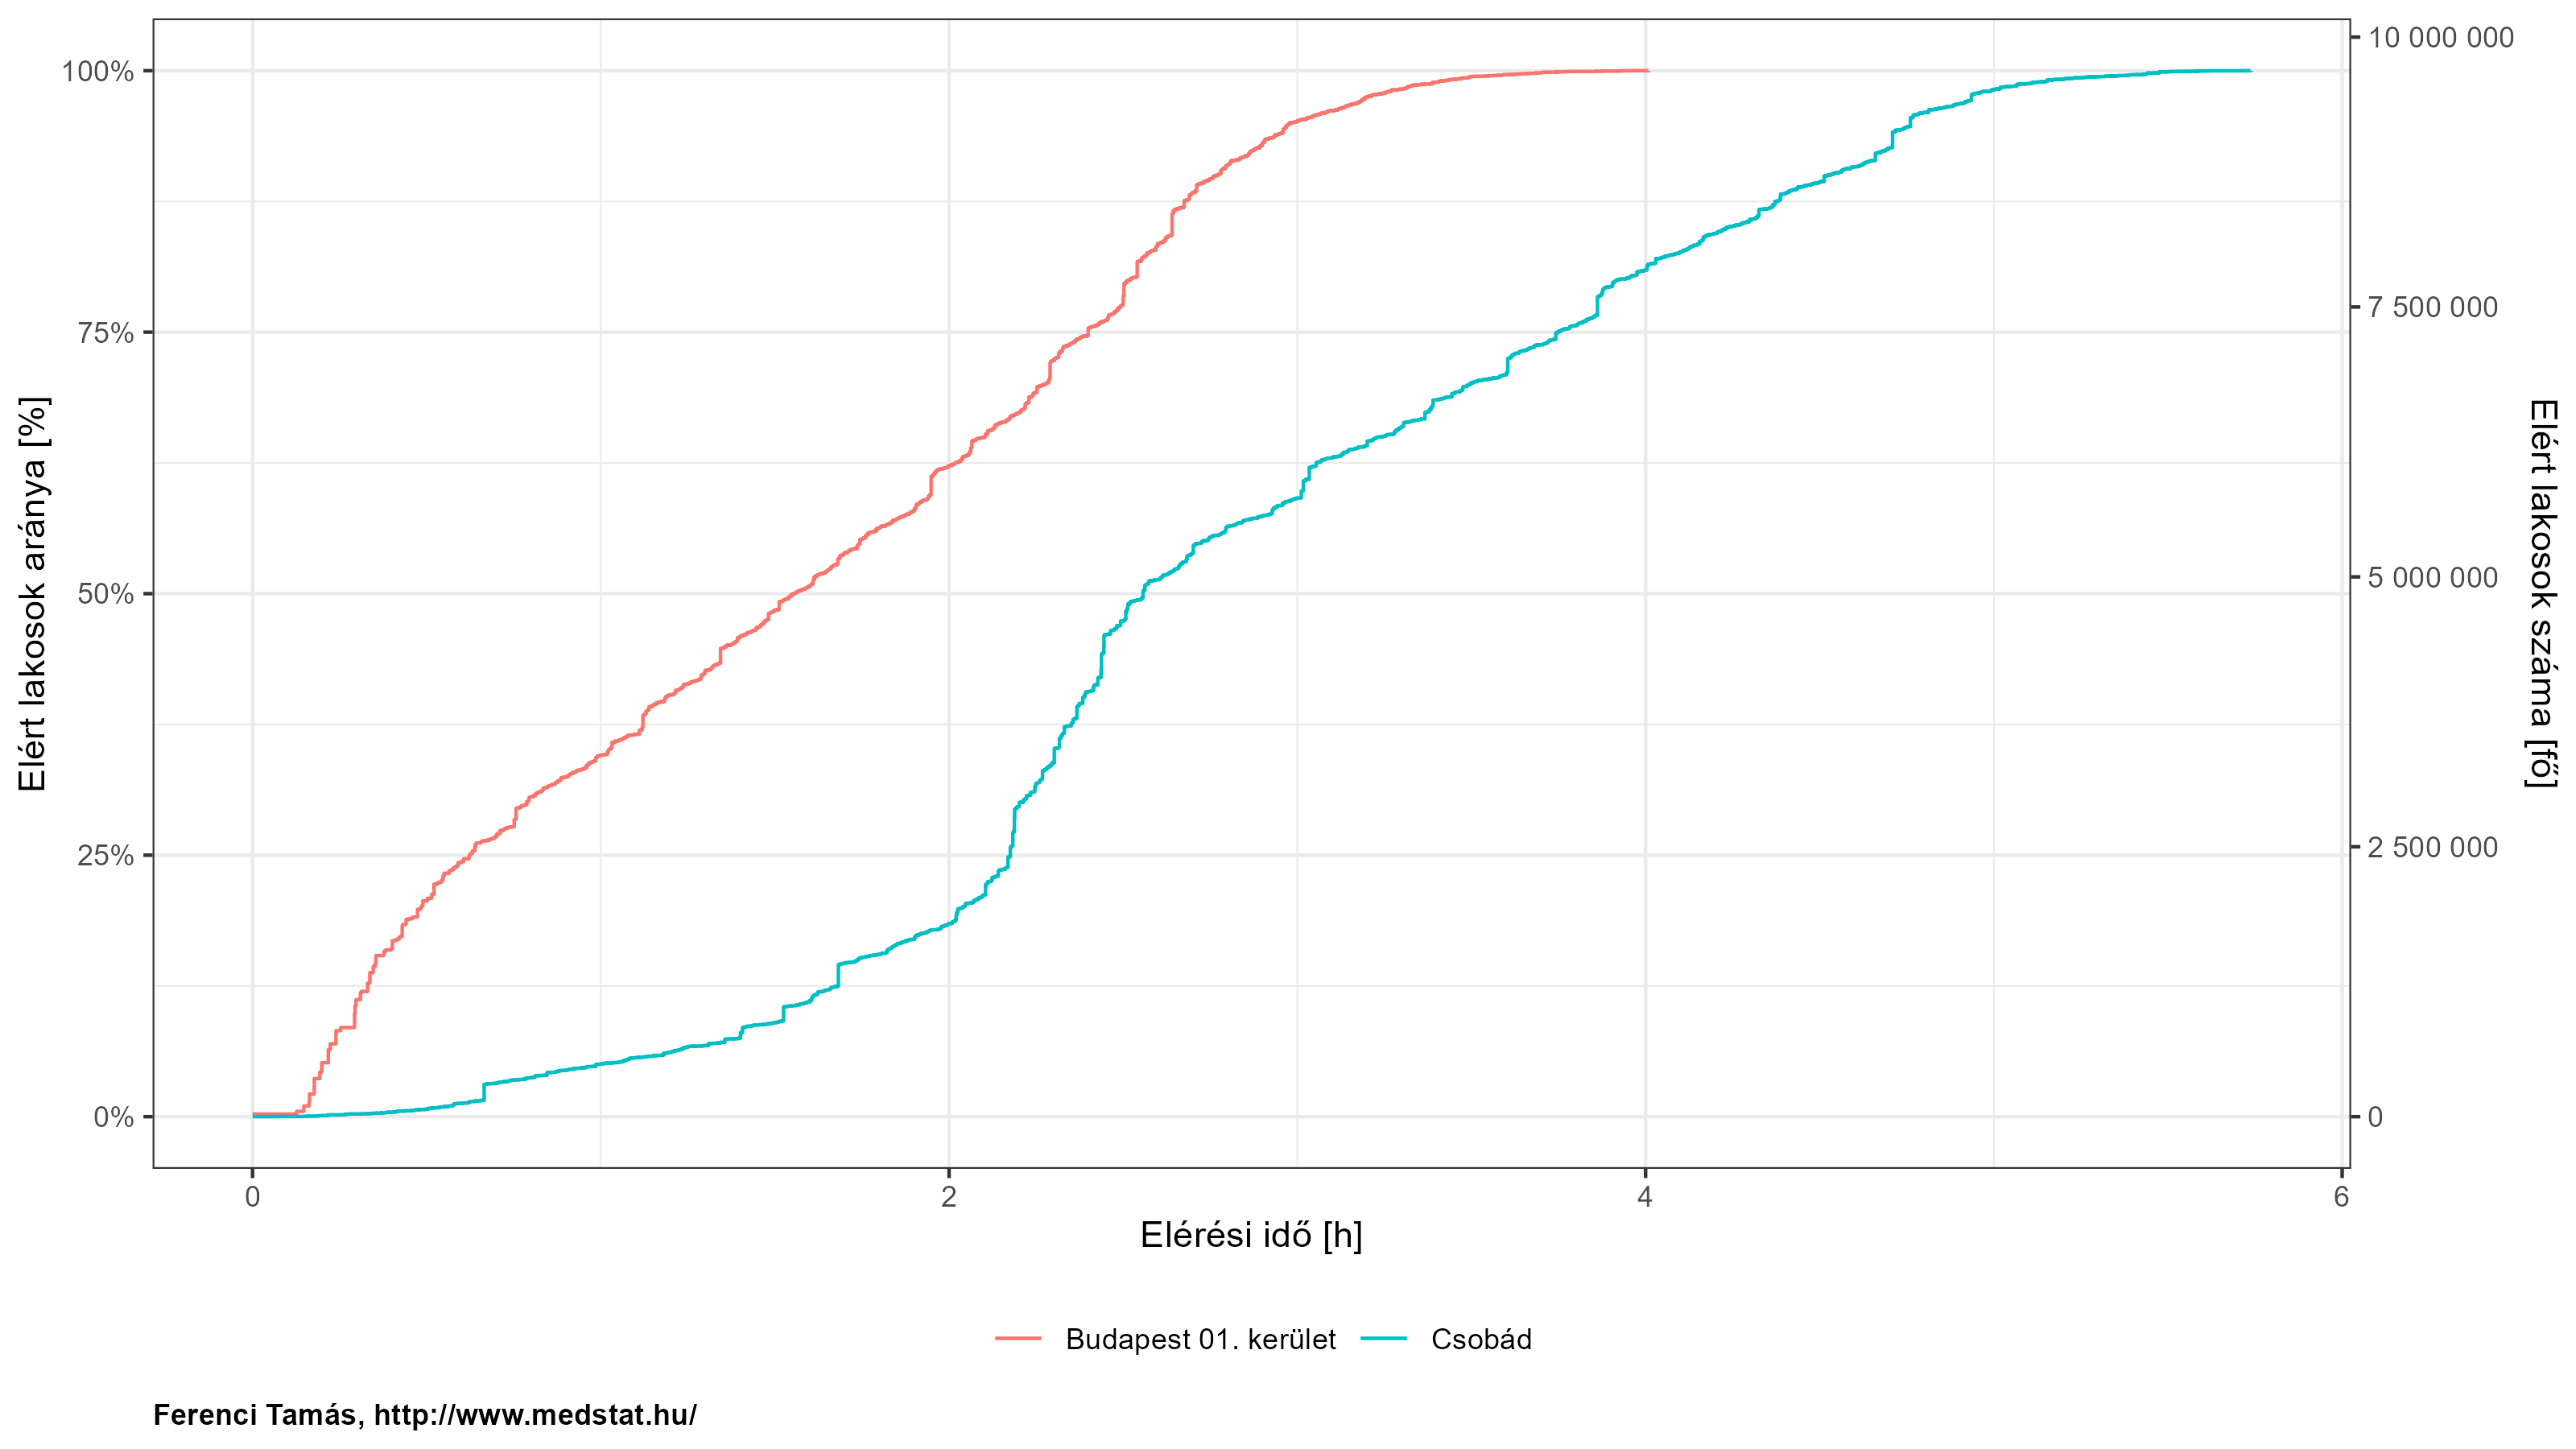 Elért lakosok aránya [%]
100%
75%
50%
25%
0%
10 000 000
7 500 000
5 000 000
2 500 000
0
Elért lakosok száma [fő]
0 2 4 6
Elérési idő [h]
Budapest 01. kerület Csobád
Ferenci Tamás, http://www.medstat.hu/